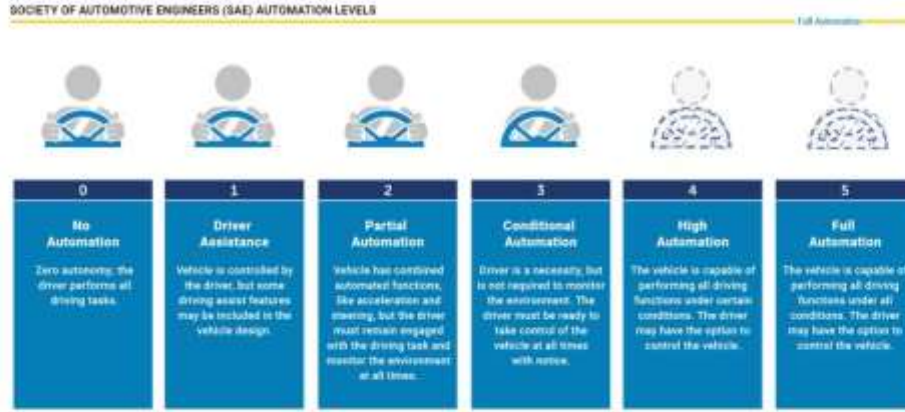 SOCIETY OF AUTOMOTIVE ENGINEERS (SAE) AUTOMATION LEVELS
Full Automation
0
No
Automation
Zero autonomy; the
driver performs all
driving tasks.
1
Driver
Assistance
Vehicle is controlled by
the driver, but some
driving assist features
may be included in the
vehicle design.
2
Partial
Automation
Vehicle has combined
automated functions,
like acceleration and
steering, but the driver
must remain engaged
with the driving task and
monitor the environment
at all times.
3
Conditional
Automation
Driver is a necessity, but
is not required to monitor
the environment. The
driver must be ready to
take control of the
vehicle at all times
with notice.
4
High
Automation
The vehicle is capable of
performing all driving
functions under certain
conditions. The driver
may have the option to
control the vehicle.
5
Full
Automation
The vehicle is capable of
performing all driving
functions under all
conditions. The driver
may have the option to
control the vehicle.